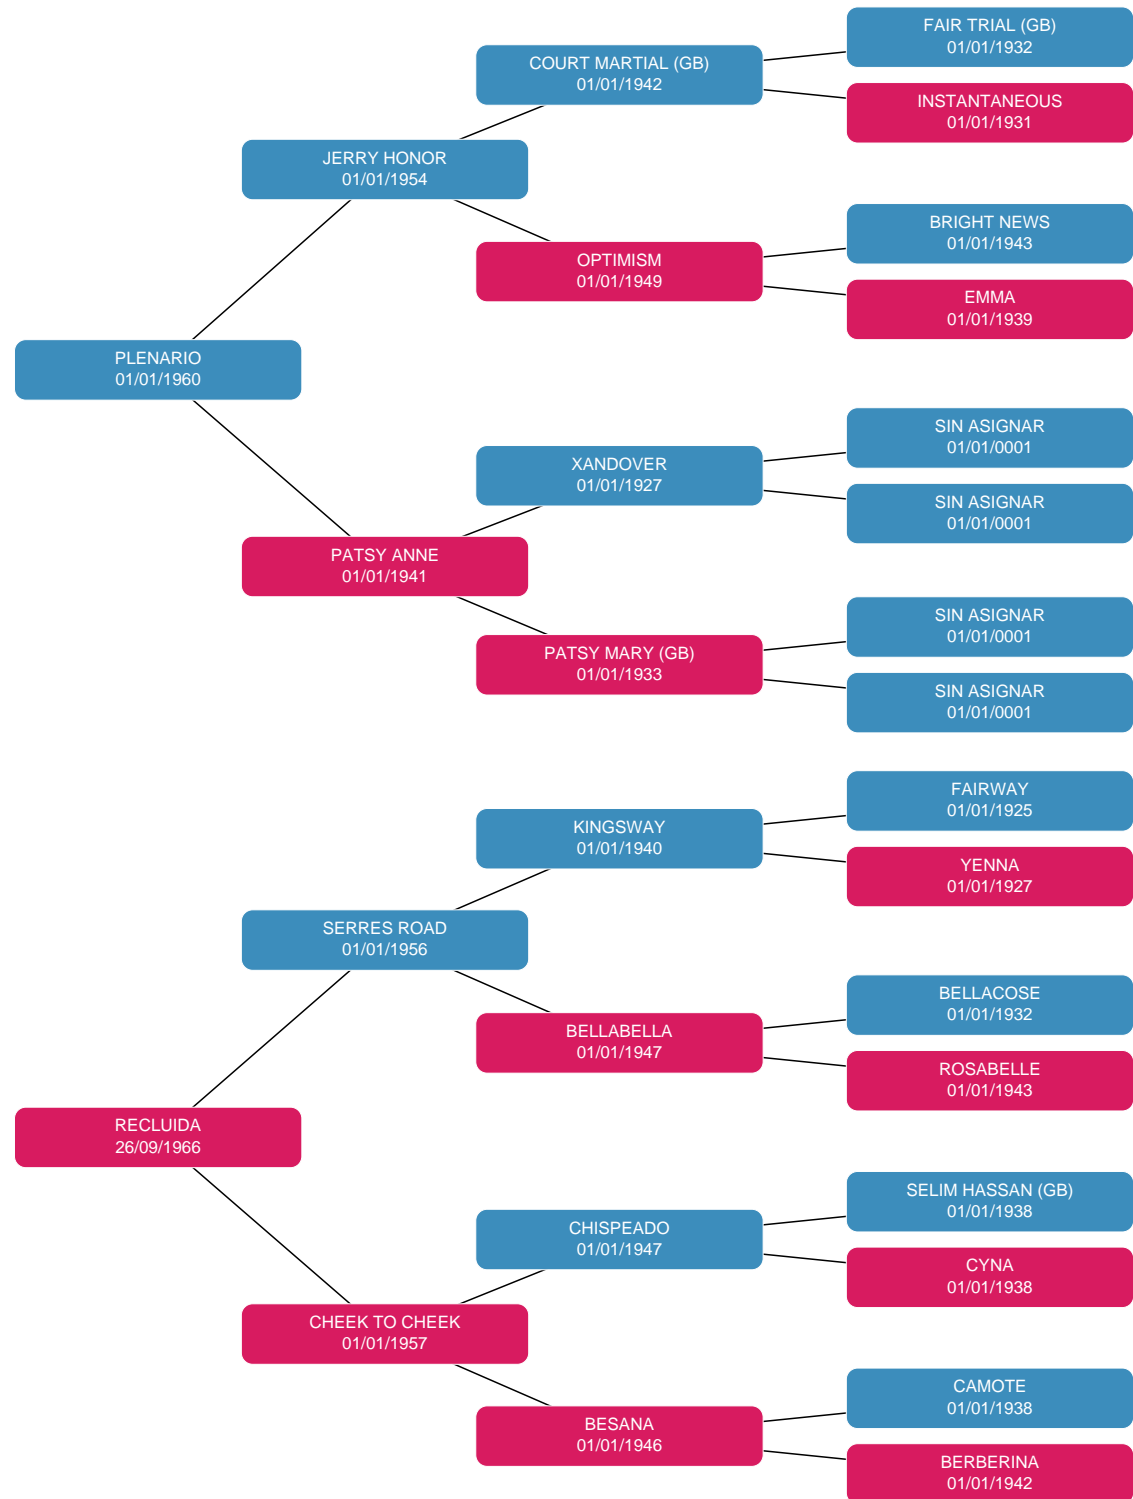 FAIR TRIAL (GB)
01/01/1932
COURT MARTIAL (GB)
01/01/1942
INSTANTANEOUS
01/01/1931
JERRY HONOR
01/01/1954
BRIGHT NEWS
01/01/1943
OPTIMISM
01/01/1949
EMMA
01/01/1939
PLENARIO
01/01/1960
SIN ASIGNAR
01/01/0001
XANDOVER
01/01/1927
SIN ASIGNAR
01/01/0001
PATSY ANNE
01/01/1941
SIN ASIGNAR
01/01/0001
PATSY MARY (GB)
01/01/1933
SIN ASIGNAR
01/01/0001
FAIRWAY
01/01/1925
KINGSWAY
01/01/1940
YENNA
01/01/1927
SERRES ROAD
01/01/1956
BELLACOSE
01/01/1932
BELLABELLA
01/01/1947
ROSABELLE
01/01/1943
RECLUIDA
26/09/1966
SELIM HASSAN (GB)
01/01/1938
CHISPEADO
01/01/1947
CYNA
01/01/1938
CHEEK TO CHEEK
01/01/1957
CAMOTE
01/01/1938
BESANA
01/01/1946
BERBERINA
01/01/1942